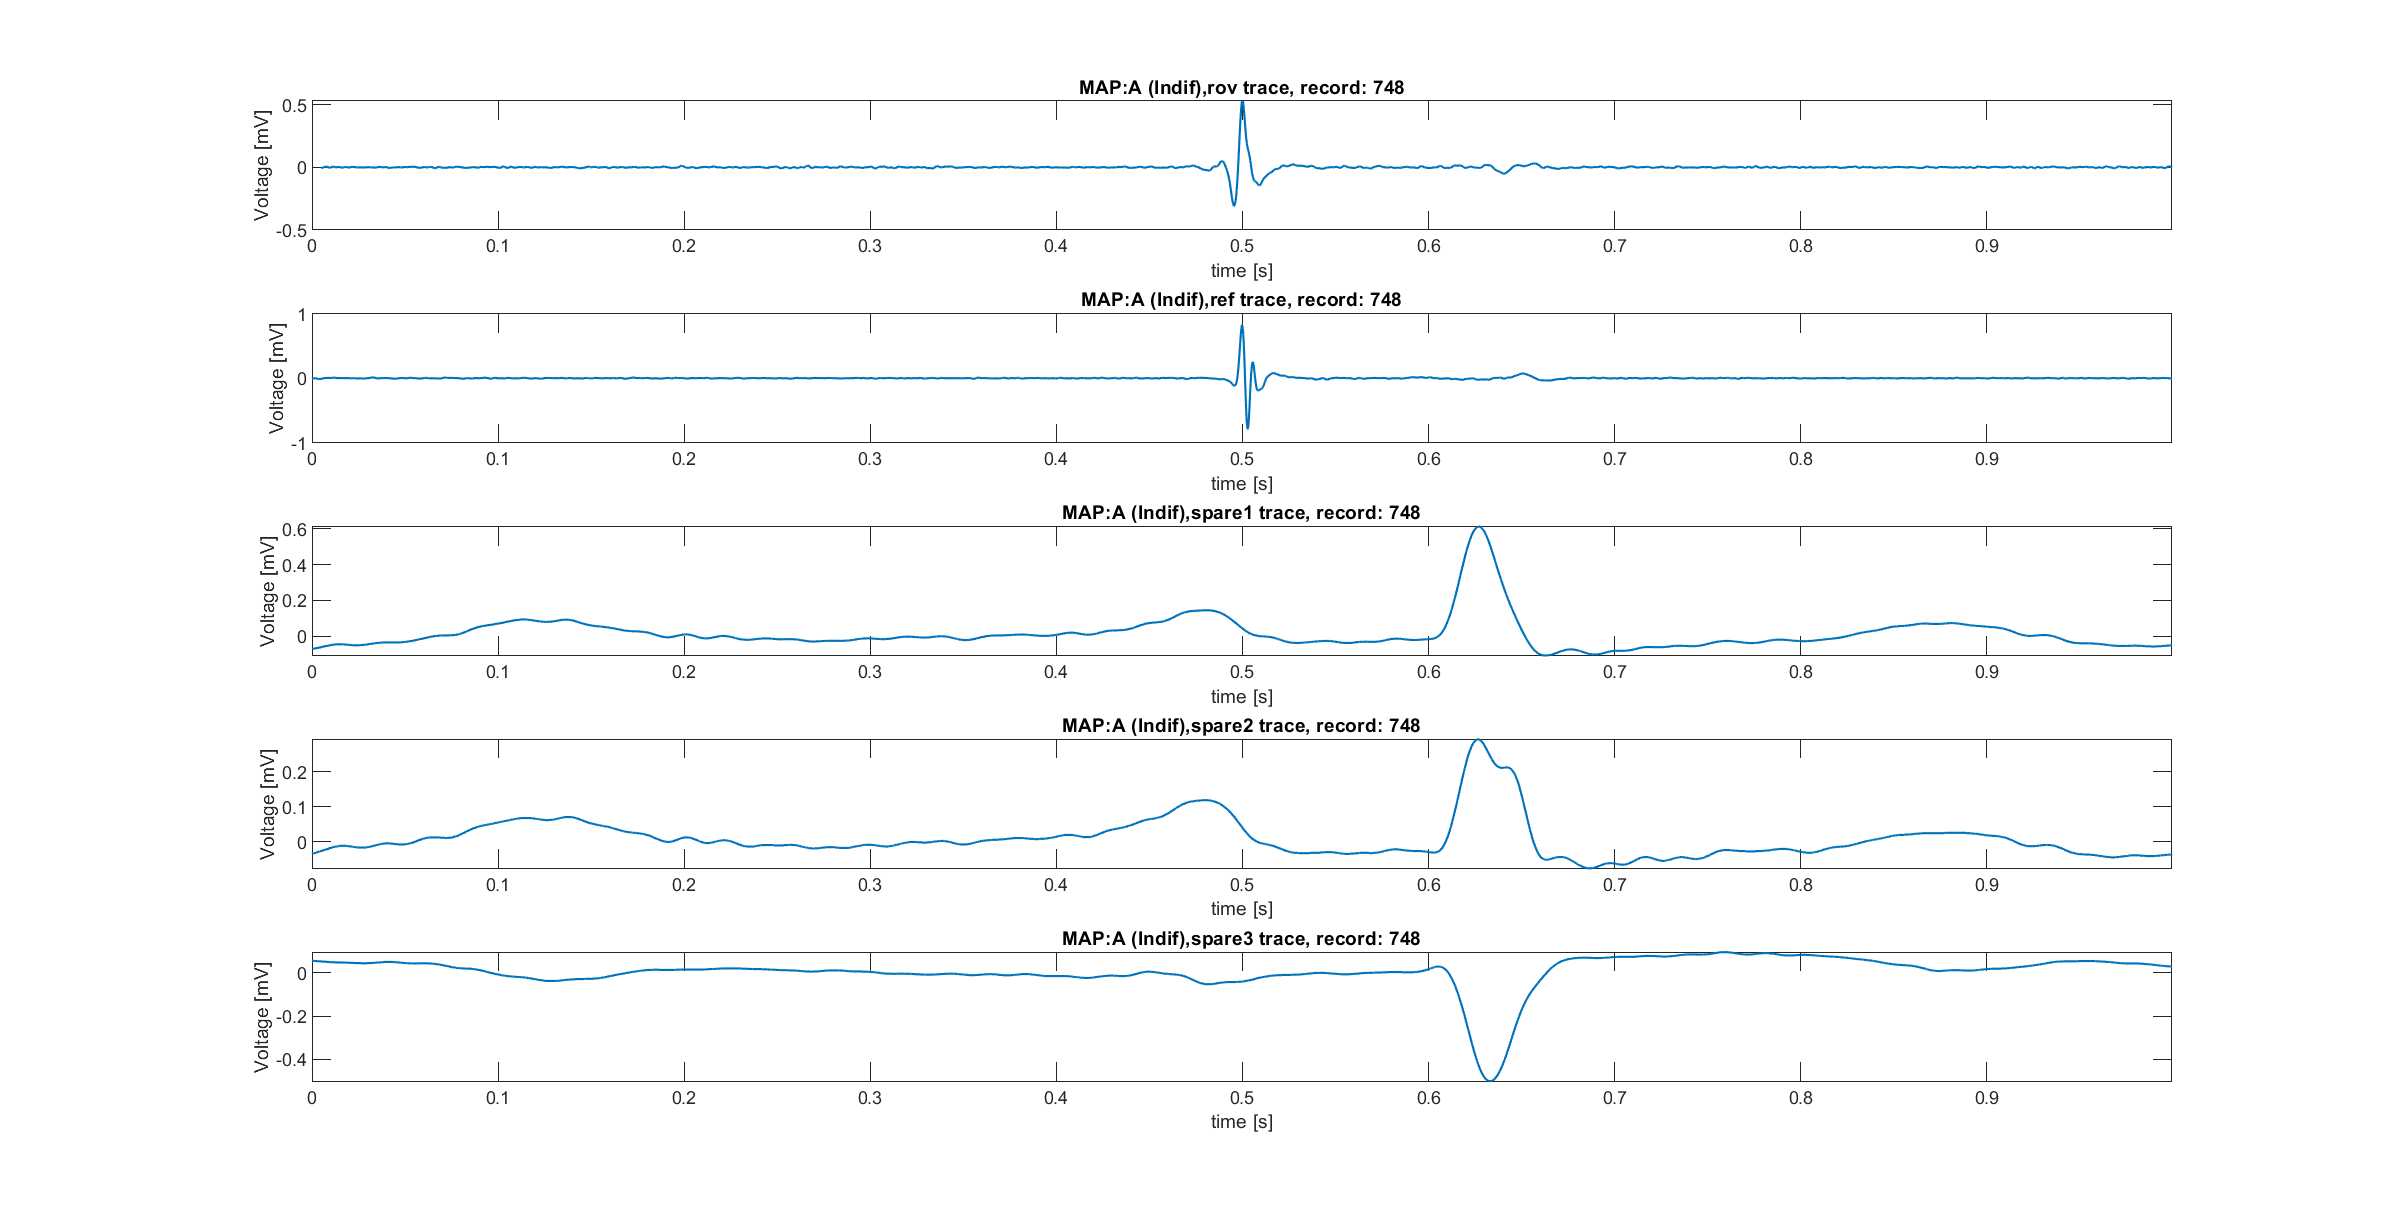 MAP:A (Indif),rov trace, record: 748
Voltage [mV]
0.5
0
-0.5
0 0.1 0.2 0.3 0.4 0.5 0.6 0.7 0.8 0.9
time [s]
MAP:A (Indif),ref trace, record: 748
Voltage [mV]
1
0
-1
0 0.1 0.2 0.3 0.4 0.5 0.6 0.7 0.8 0.9
time [s]
MAP:A (Indif),spare1 trace, record: 748
Voltage [mV]
0.6
0.4
0.2
0
0 0.1 0.2 0.3 0.4 0.5 0.6 0.7 0.8 0.9
time [s]
MAP:A (Indif),spare2 trace, record: 748
Voltage [mV]
0.2
0.1
0
0 0.1 0.2 0.3 0.4 0.5 0.6 0.7 0.8 0.9
time [s]
MAP:A (Indif),spare3 trace, record: 748
Voltage [mV]
0
-0.2
-0.4
0 0.1 0.2 0.3 0.4 0.5 0.6 0.7 0.8 0.9
time [s]